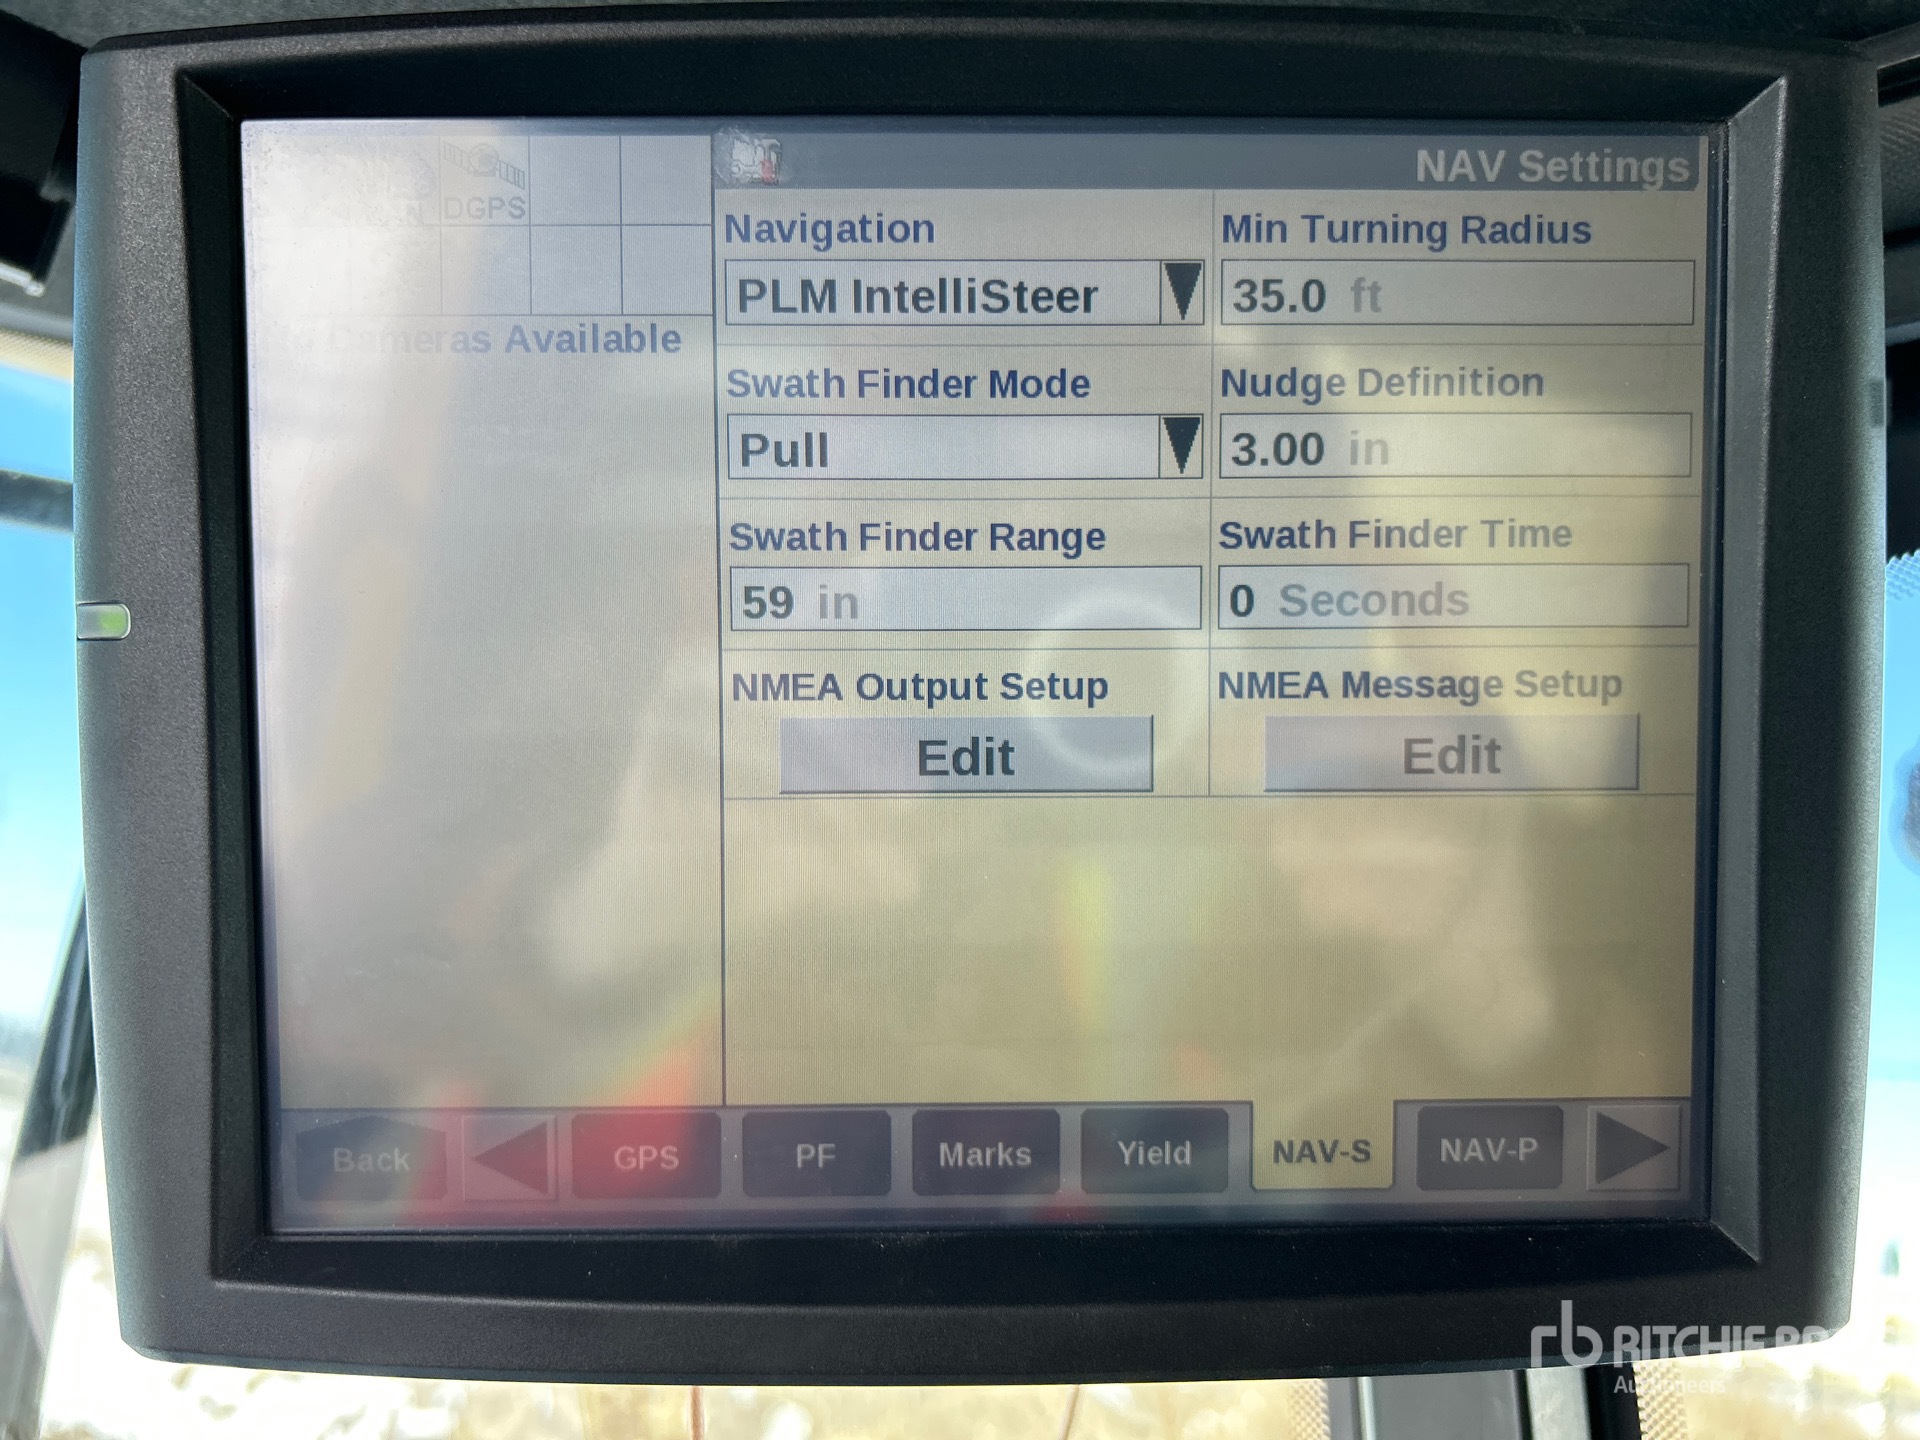 DGPS
Cameras Available
NAV Settings
Navigation
PLM IntelliSteer
Min Turning Radius
35.0 ft
Swath Finder Mode
Pull
Nudge Definition
3.00 in
Swath Finder Range
59 in
Swath Finder Time
0 Seconds
NMEA Output Setup
Edit
NMEA Message Setup
Edit
Back
GPS
PF
Marks
Yield
NAV-S
NAV-P
rb RITCHIE
Auctioneers